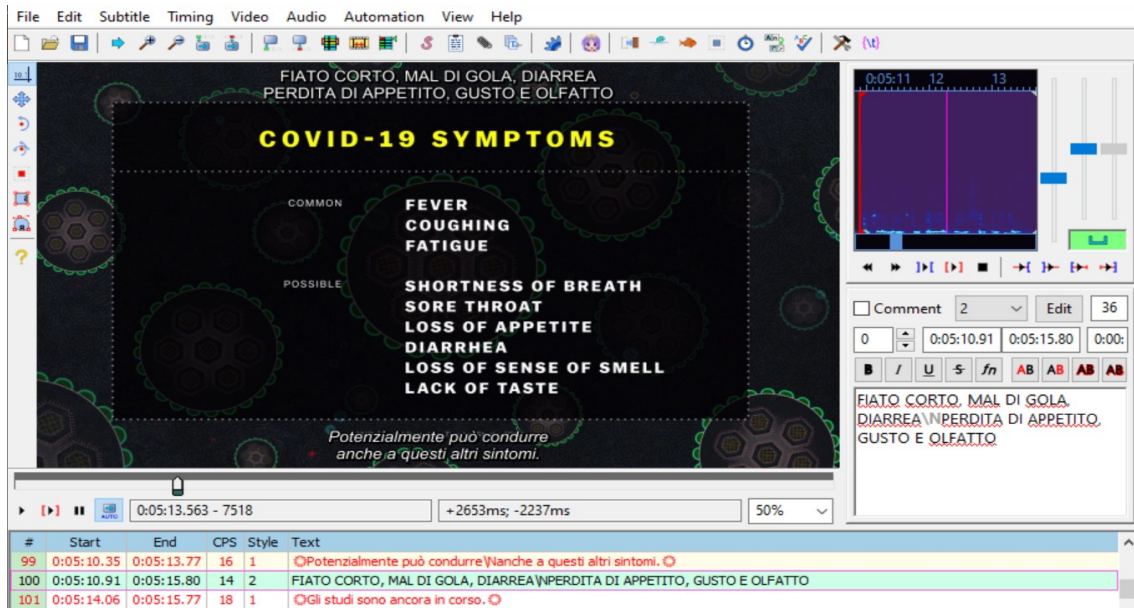 File Edit Subtitle Timing Video Audio Automation View Help
FIATO CORTO, MAL DI GOLA, DIARREA
PERDITA DI APPETITO, GUSTO E OLFATTO
COVID-19 SYMPTOMS
COMMON
FEVER
COUGHING
FATIGUE
POSSIBLE
SHORTNESS OF BREATH
SORE THROAT
LOSS OF APPETITE
DIARRHEA
LOSS OF SENSE OF SMELL
LACK OF TASTE
Potenzialmente può condurre
anche a questi altri sintomi.
0:05:13.563 - 7518 +2653ms; -2237ms 50%
0:05:11 12 13
Comment 2 Edit 36
0 0:05:10.91 0:05:15.80 0:00:
B I U S fn AB AB AB AB
FIATO CORTO, MAL DI GOLA,
DIARREA\NPERDITA DI APPETITO,
GUSTO E OLFATTO
# Start End CPS Style Text
99 0:05:10.35 0:05:13.77 16 1 Potenzialmente può condurre\Nanche a questi altri sintomi.
100 0:05:10.91 0:05:15.80 14 2 FIATO CORTO, MAL DI GOLA, DIARREA\NPERDITA DI APPETITO, GUSTO E OLFATTO
101 0:05:14.06 0:05:15.77 18 1 Gli studi sono ancora in corso.